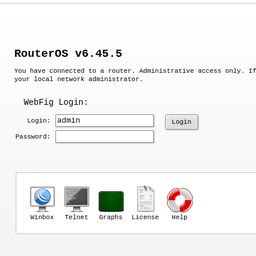 RouterOS v6.45.5
You have connected to a router. Administrative access only. If
your local network administrator.
WebFig Login:
Login: admin Login
Password:
Winbox Telnet Graphs License Help